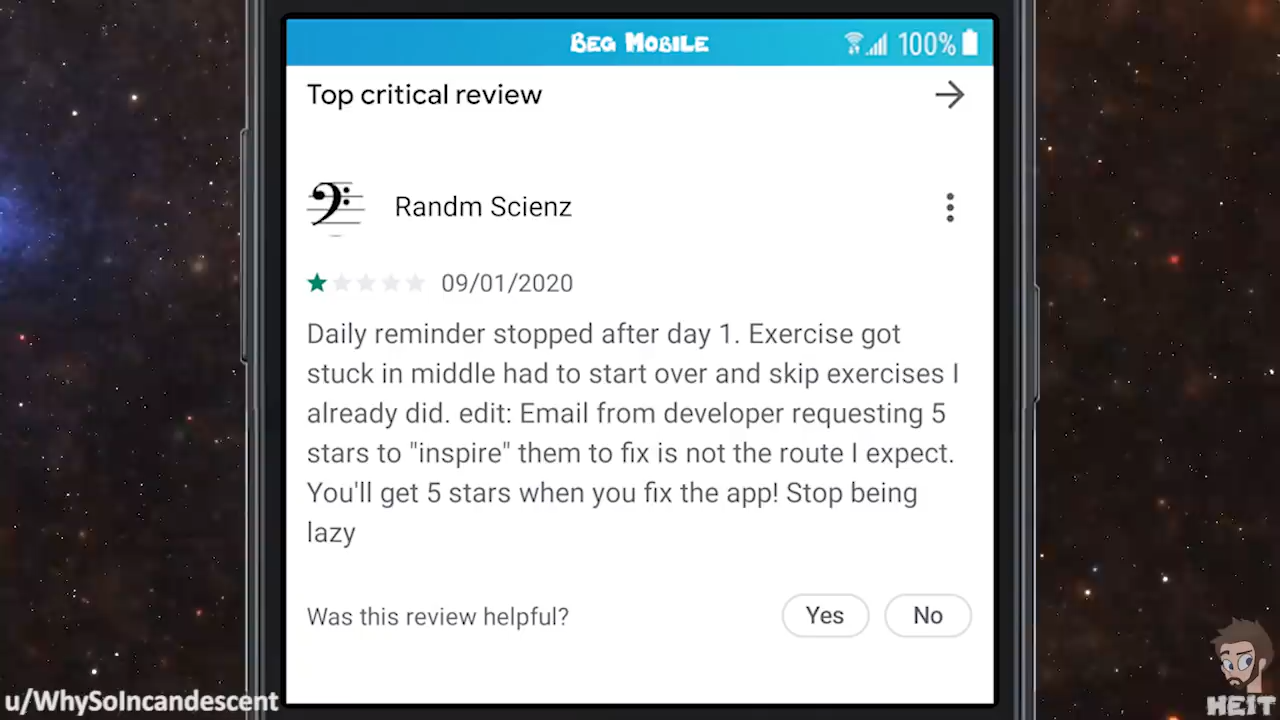 BEG MOBILE
100%
Top critical review
Randm Scienz
09/01/2020
Daily reminder stopped after day 1. Exercise got
stuck in middle had to start over and skip exercises I
already did. edit: Email from developer requesting 5
stars to "inspire" them to fix is not the route I expect.
You'll get 5 stars when you fix the app! Stop being
lazy
Was this review helpful?
Yes
No
u/WhySoIncandescent
HEIT